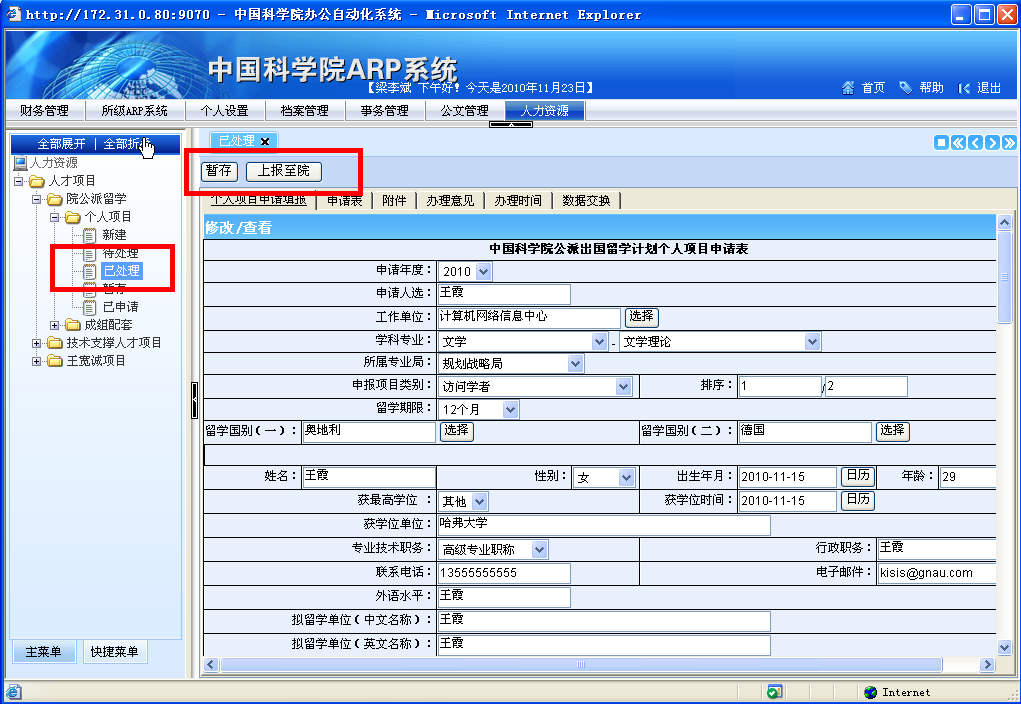 http://172.31.0.80:9070 - 中国科学院办公自动化系统 - Microsoft Internet Explorer
中国科学院ARP系统
【梁李斌 下午好! 今天是2010年11月23日】
首页 帮助 退出
财务管理 所级ARP系统 个人设置 档案管理 事务管理 公文管理 人力资源
全部展开 | 全部折
人力资源
人才项目
院公派留学
个人项目
新建
待处理
已处理
暂存
已申请
成组配套
技术支撑人才项目
王宽诚项目
主菜单 快捷菜单
已处理
暂存 上报至院
个人项目申请填报 申请表 附件 办理意见 办理时间 数据交换
修改/查看
中国科学院公派出国留学计划个人项目申请表
申请年度: 2010
申请人选: 王霞
工作单位: 计算机网络信息中心 选择
学科专业: 文学 - 文学理论
所属专业局: 规划战略局
申报项目类别: 访问学者 排序: 1 / 2
留学期限: 12个月
留学国别(一): 奥地利 选择 留学国别(二): 德国 选择
姓名: 王霞 性别: 女 出生年月: 2010-11-15 日历 年龄: 29
获最高学位 : 其他 获学位时间: 2010-11-15 日历
获学位单位: 哈弗大学
专业技术职务: 高级专业职称 行政职务: 王霞
联系电话: 13555555555 电子邮件: kisis@gnau.com
外语水平: 王霞
拟留学单位(中文名称): 王霞
拟留学单位(英文名称): 王霞
Internet